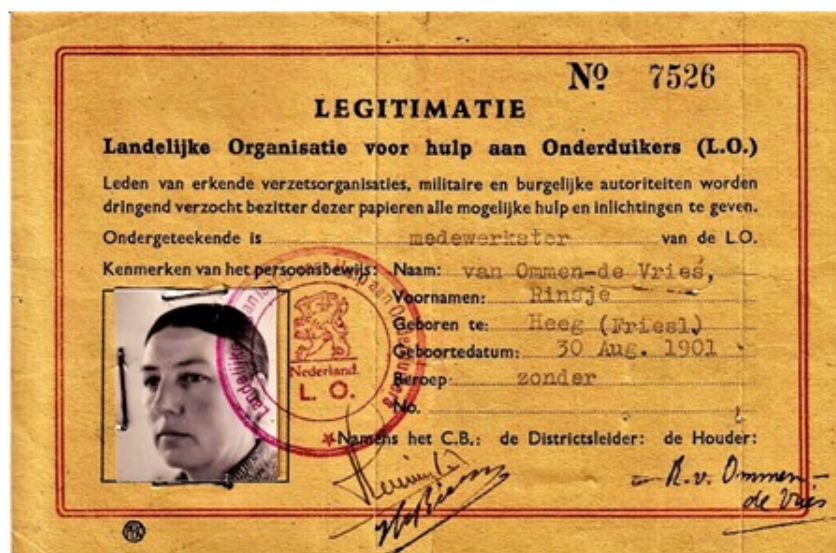 Nº 7526
LEGITIMATIE
Landelijke Organisatie voor hulp aan Onderduikers (L.O.)
Leden van erkende verzetsorganisaties, militaire en burgelijke autoriteiten worden
dringend verzocht bezitter dezer papieren alle mogelijke hulp en inlichtingen te geven.
Ondergeteekende is medewerkster van de L.O.
Kenmerken van het persoonsbewijs: Naam: van Ommen-de Vries,
Voornamen: Rinsje
Geboren te: Heeg (Friesl.)
Geboortedatum: 30 Aug. 1901
Beroep: zonder
No.
Nederland.
L. O.
Namens het C.B.: de Districtsleider: de Houder:
R. v. Ommen-
de Vries